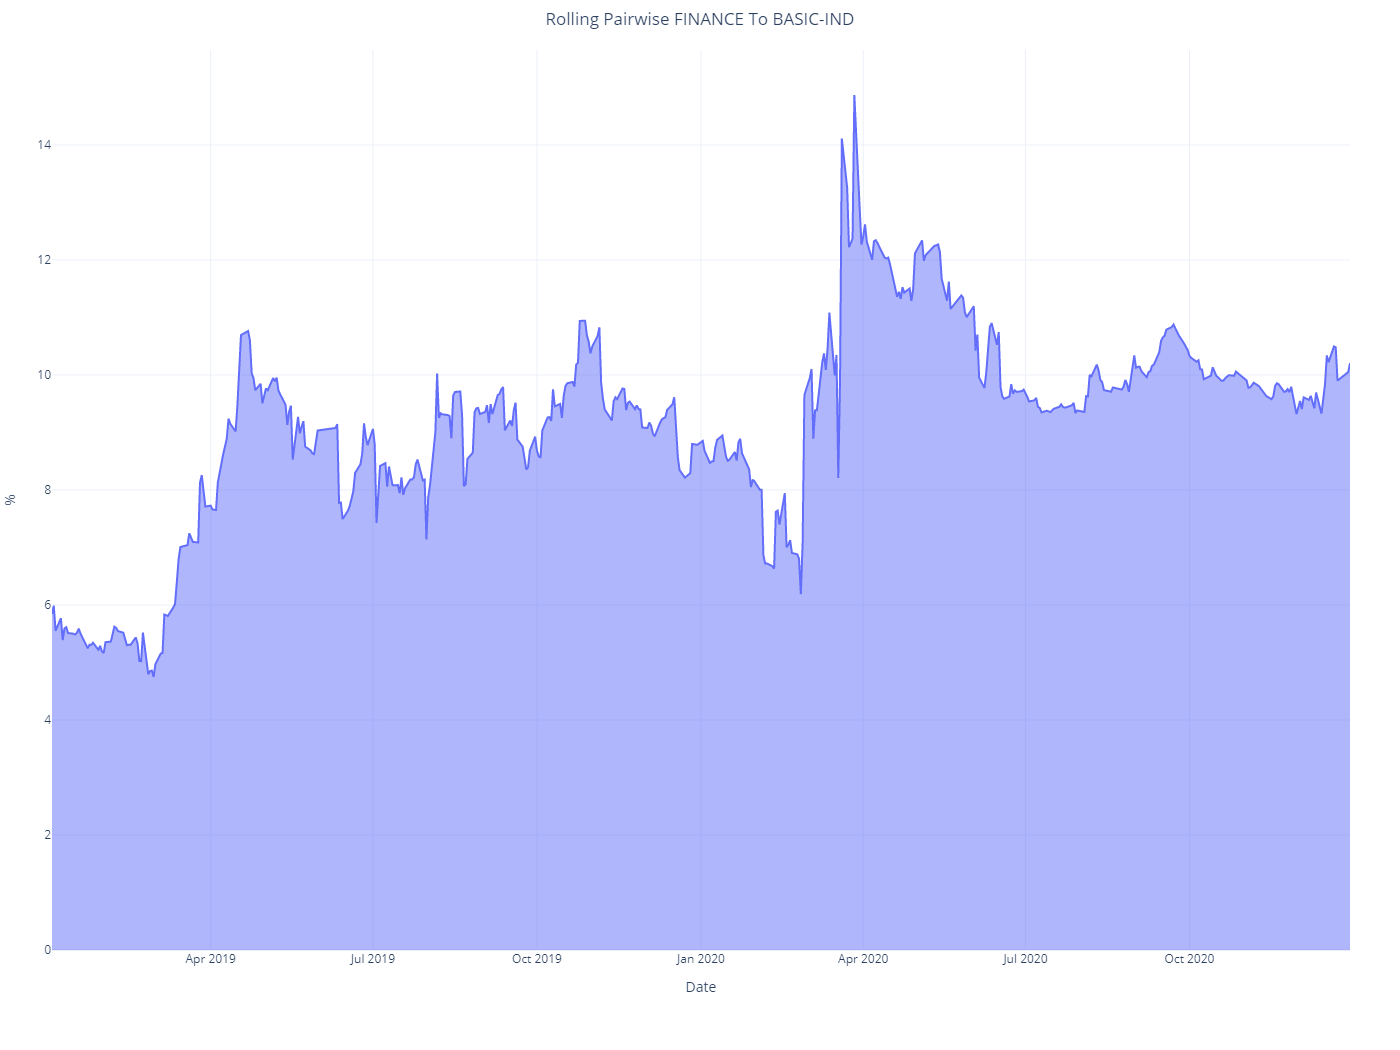 Rolling Pairwise FINANCE To BASIC-IND
14
12
10
8
6
4
2
0
%
Apr 2019
Jul 2019
Oct 2019
Jan 2020
Apr 2020
Jul 2020
Oct 2020
Date